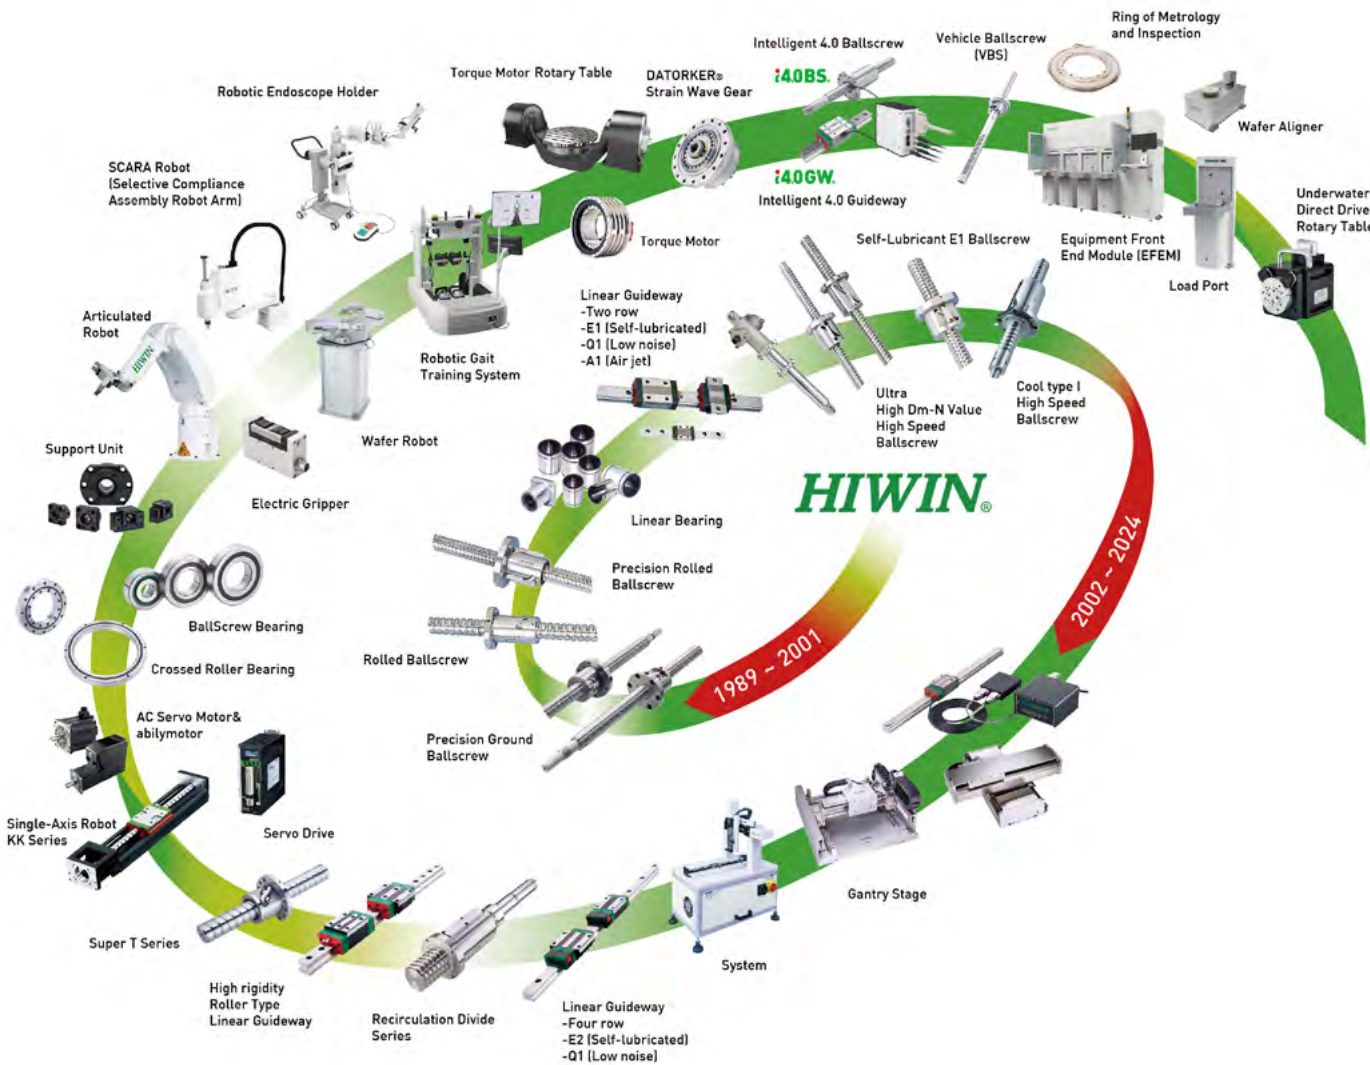 Ring of Metrology
and Inspection
Vehicle Ballscrew
(VBS)
Intelligent 4.0 Ballscrew
i4.0BS®
Torque Motor Rotary Table
DATORKER®
Strain Wave Gear
Robotic Endoscope Holder
Wafer Aligner
SCARA Robot
(Selective Compliance
Assembly Robot Arm)
i4.0GW®
Intelligent 4.0 Guideway
Underwater
Direct Drive
Rotary Table
Torque Motor
Self-Lubricant E1 Ballscrew
Equipment Front
End Module (EFEM)
Load Port
Linear Guideway
-Two row
-E1 (Self-lubricated)
-Q1 (Low noise)
-A1 (Air jet)
Articulated
Robot
HIWIN
Robotic Gait
Training System
Ultra
High Dm-N Value
High Speed
Ballscrew
Cool type I
High Speed
Ballscrew
Wafer Robot
Support Unit
Electric Gripper
HIWIN®
Linear Bearing
Precision Rolled
Ballscrew
2002 ~ 2024
BallScrew Bearing
Rolled Ballscrew
1989 ~ 2001
Crossed Roller Bearing
AC Servo Motor&
abilymotor
Precision Ground
Ballscrew
Single-Axis Robot
KK Series
Servo Drive
Gantry Stage
Super T Series
System
High rigidity
Roller Type
Linear Guideway
Recirculation Divide
Series
Linear Guideway
-Four row
-E2 (Self-lubricated)
-Q1 (Low noise)